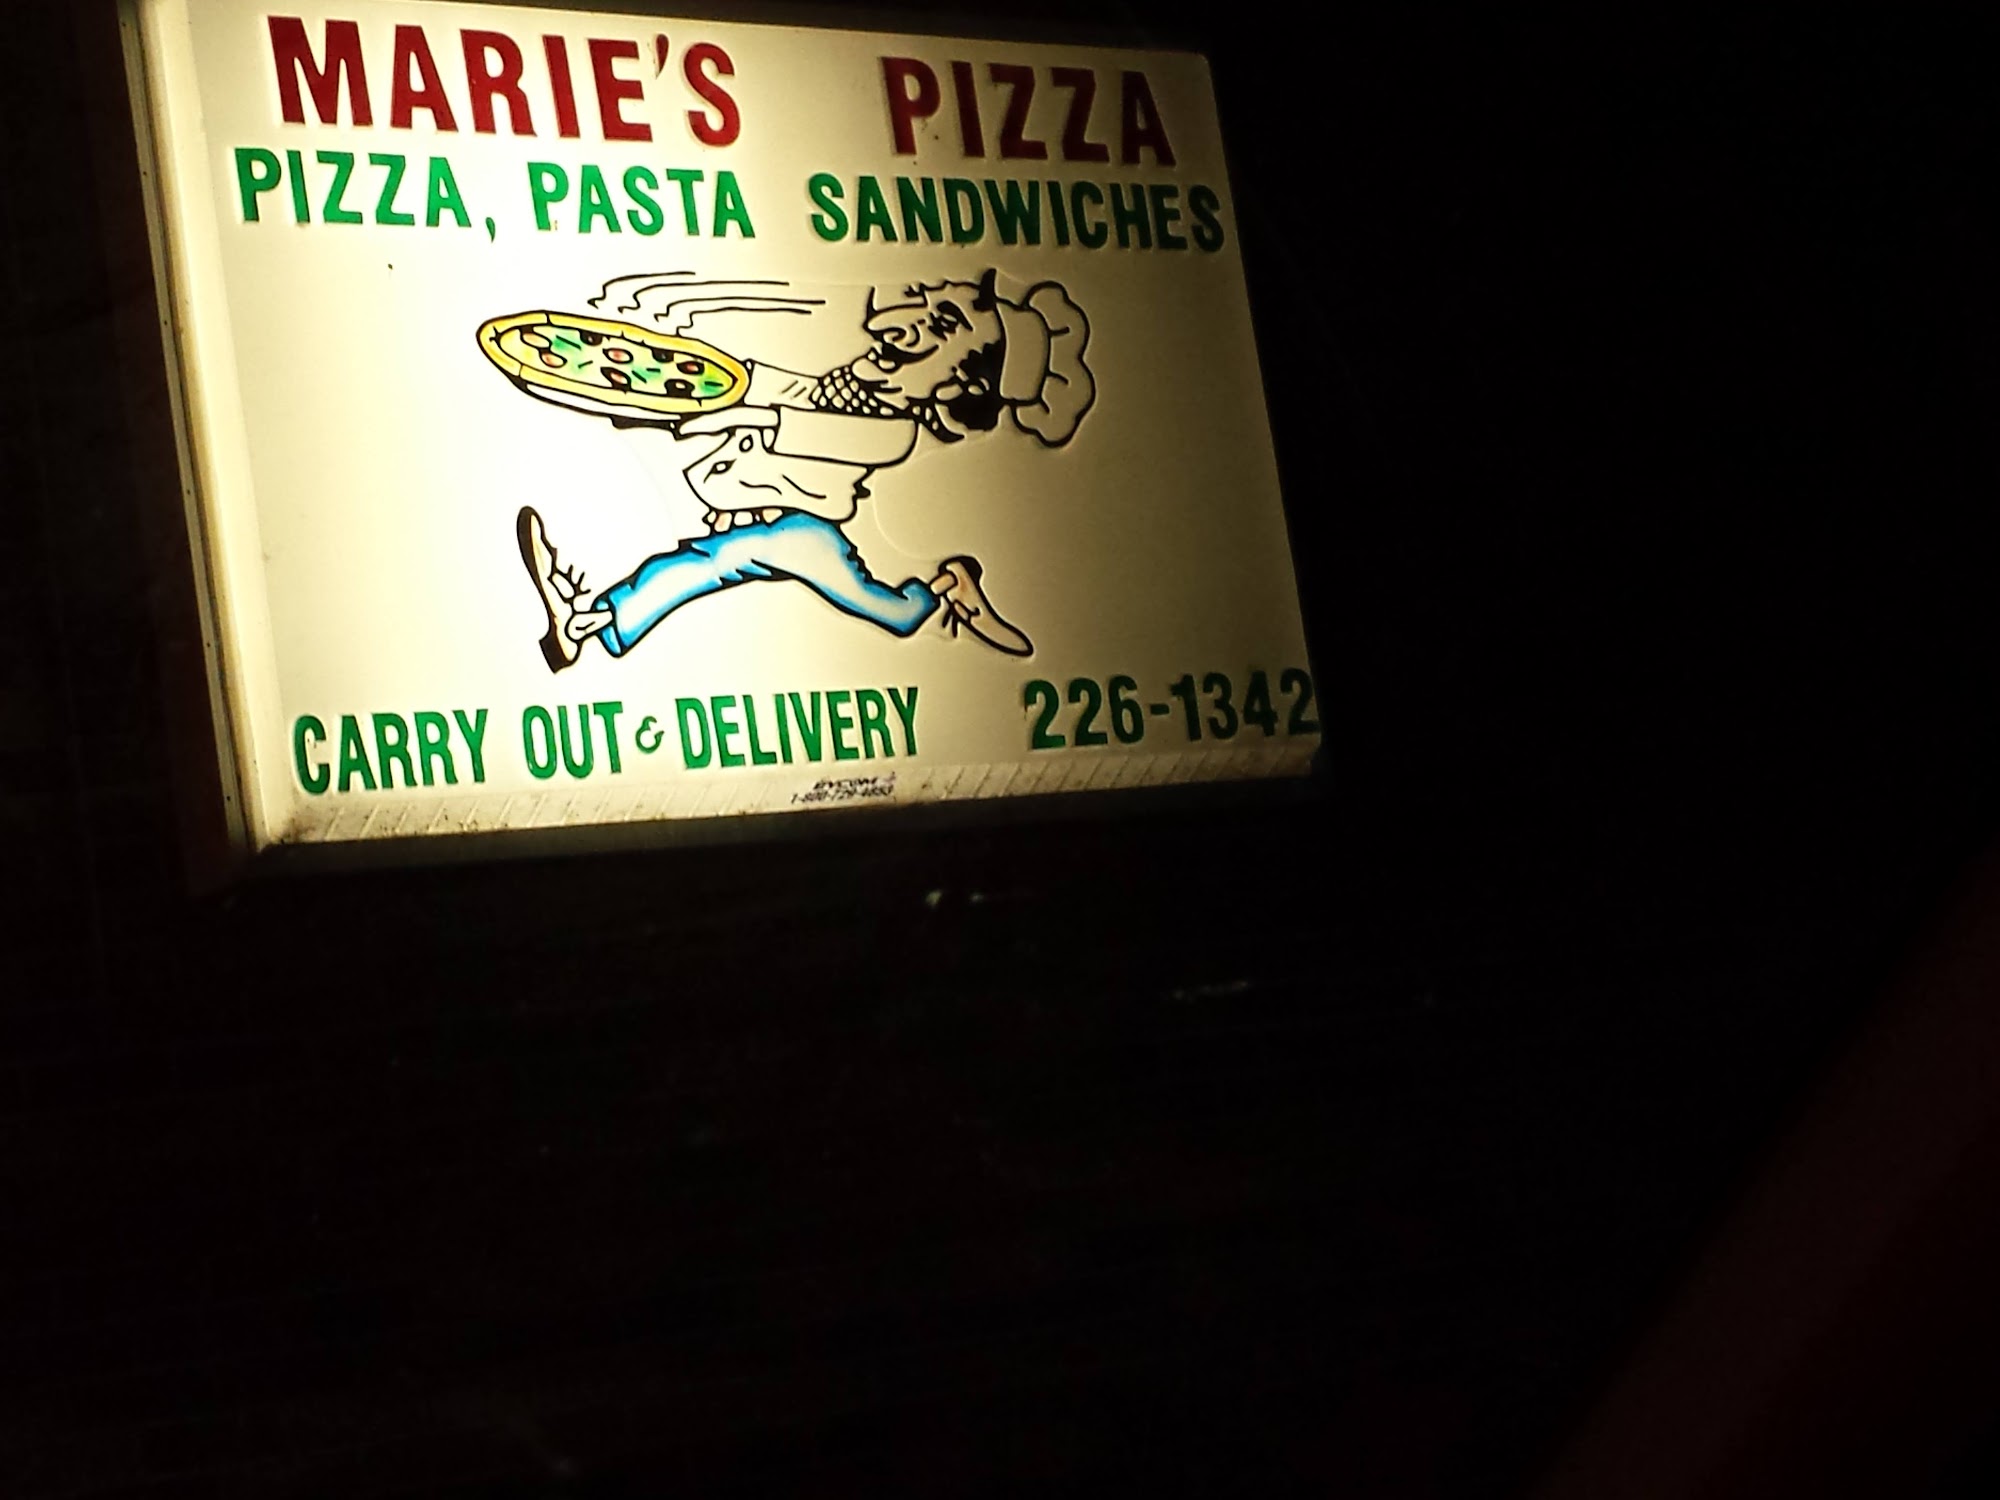 MARIE'S PIZZA
PIZZA, PASTA SANDWICHES
CARRY OUT & DELIVERY 226-1342